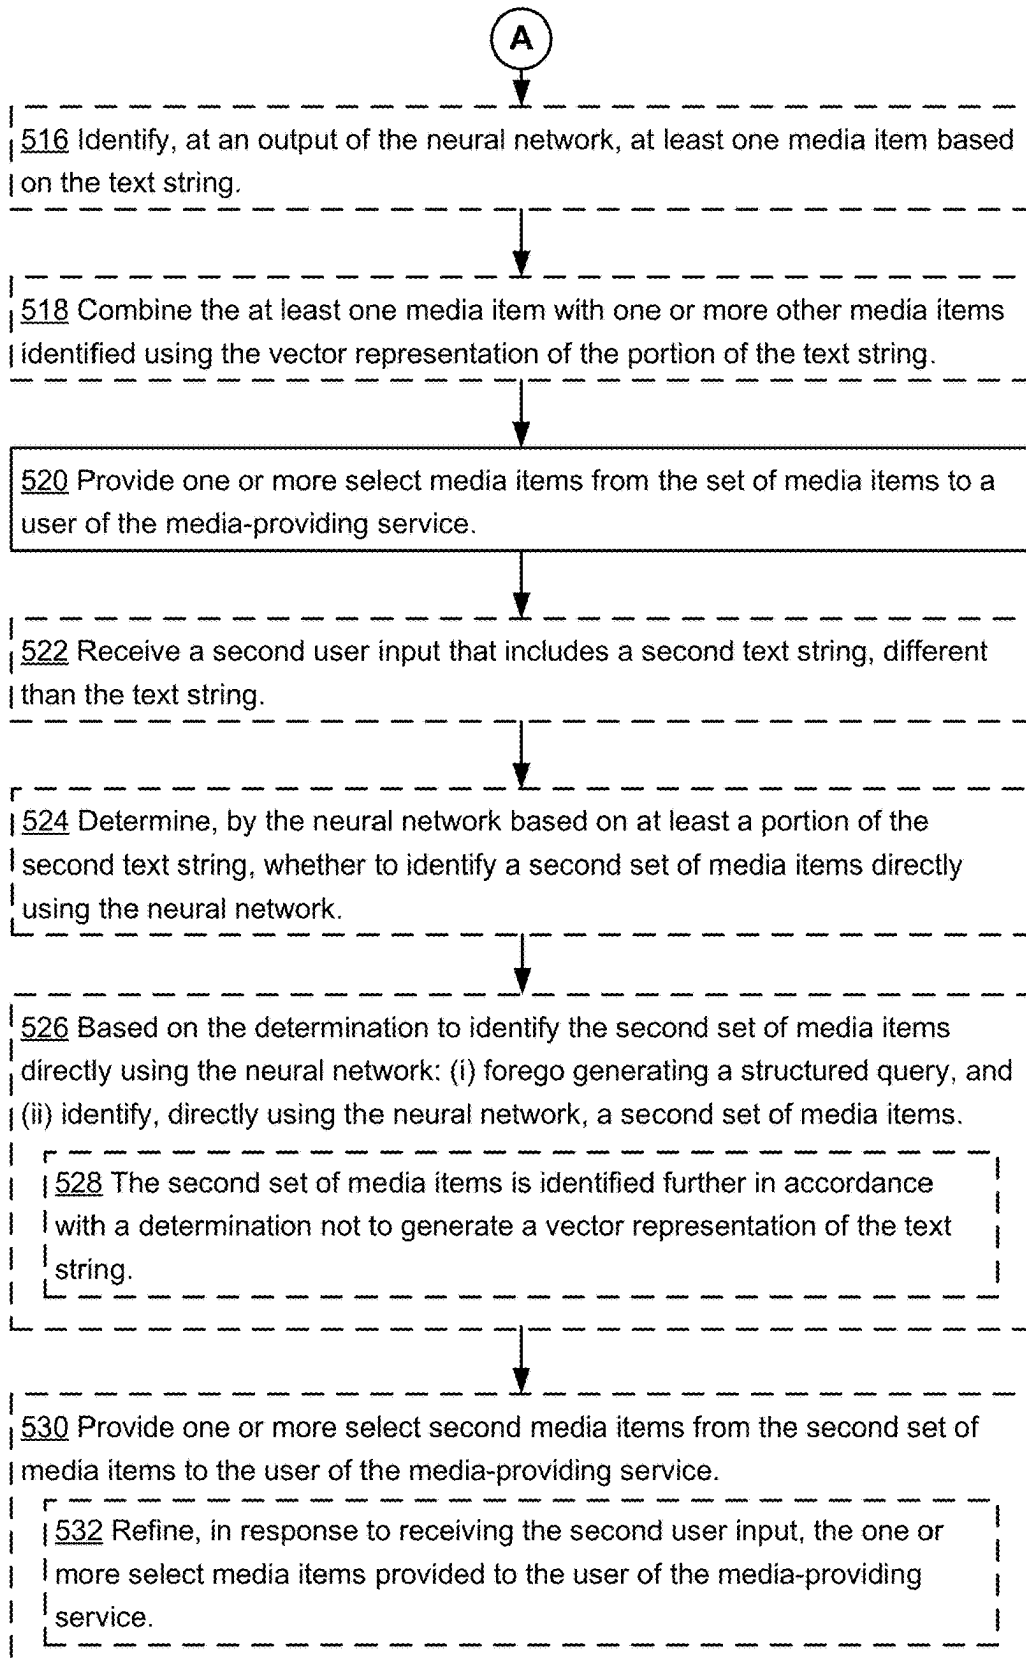 A
516 Identify, at an output of the neural network, at least one media item based
on the text string.
518 Combine the at least one media item with one or more other media items
identified using the vector representation of the portion of the text string.
520 Provide one or more select media items from the set of media items to a
user of the media-providing service.
522 Receive a second user input that includes a second text string, different
than the text string.
524 Determine, by the neural network based on at least a portion of the
second text string, whether to identify a second set of media items directly
using the neural network.
526 Based on the determination to identify the second set of media items
directly using the neural network: (i) forego generating a structured query, and
(ii) identify, directly using the neural network, a second set of media items.
528 The second set of media items is identified further in accordance
with a determination not to generate a vector representation of the text
string.
530 Provide one or more select second media items from the second set of
media items to the user of the media-providing service.
532 Refine, in response to receiving the second user input, the one or
more select media items provided to the user of the media-providing
service.